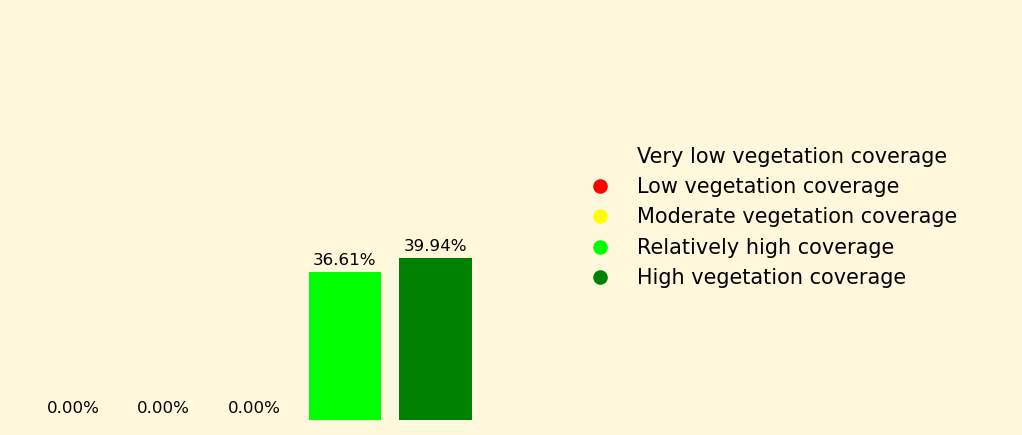 39.94%
36.61%
0.00%
0.00%
0.00%
Very low vegetation coverage
Low vegetation coverage
Moderate vegetation coverage
Relatively high coverage
High vegetation coverage